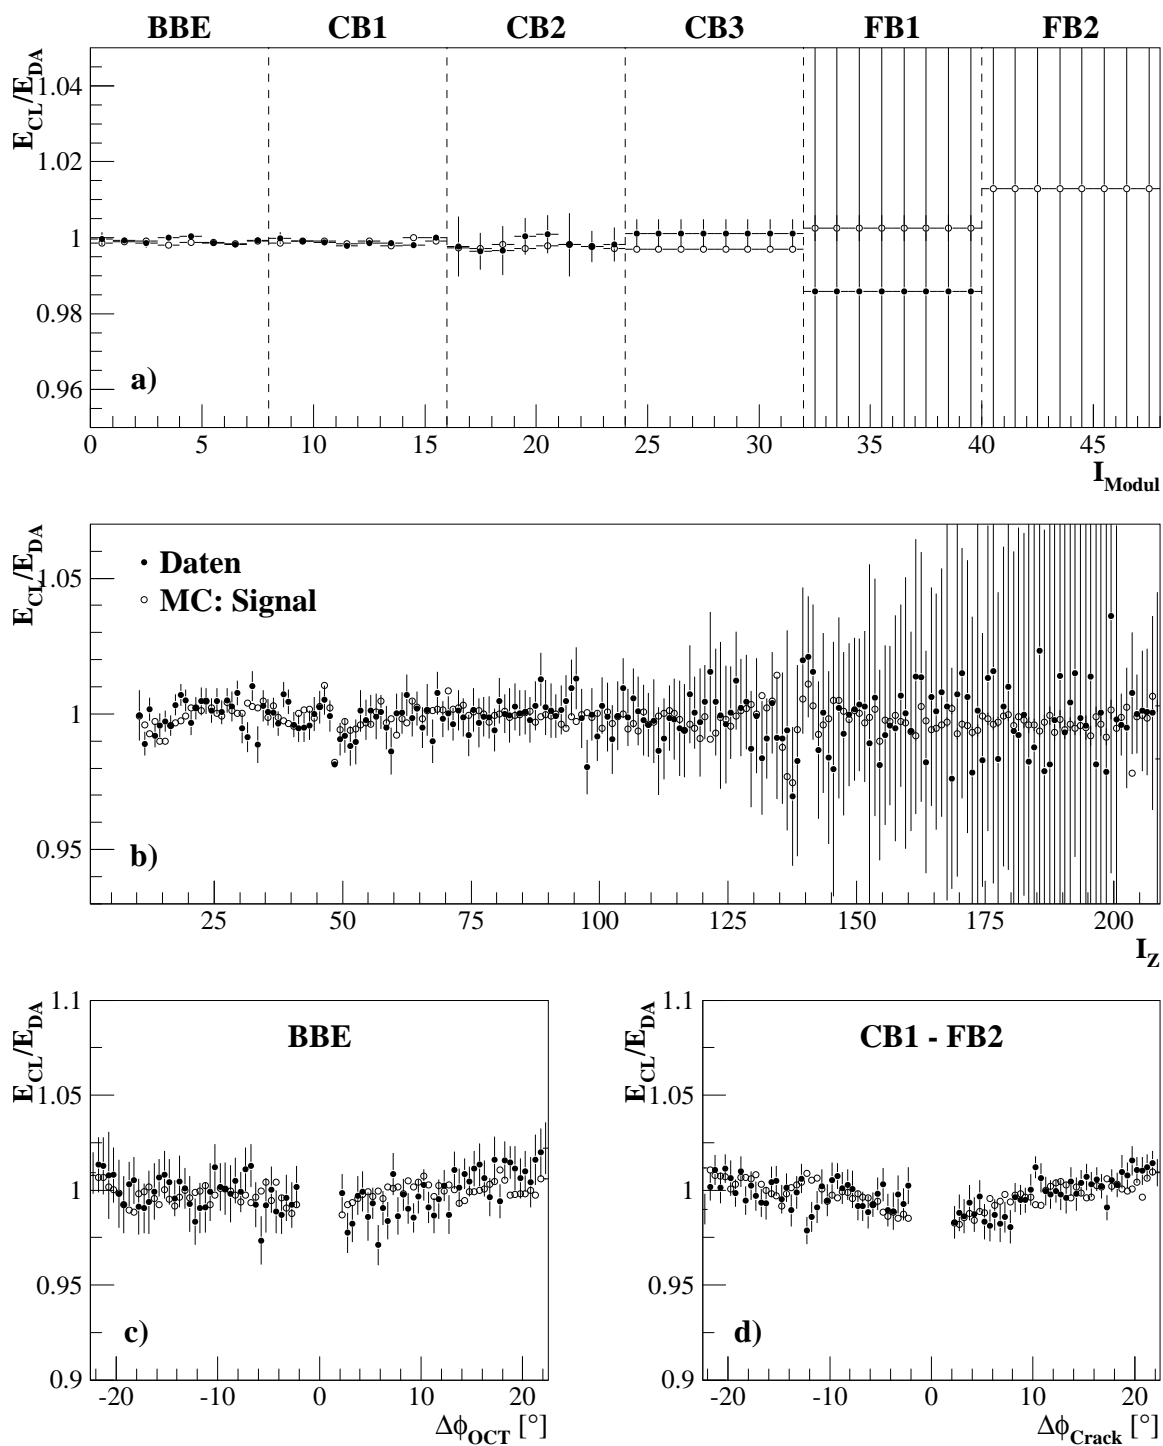 BBE CB1 CB2 CB3 FB1 FB2
E_CL/E_DA
1.04
1.02
1
0.98
0.96
a)
0 5 10 15 20 25 30 35 40 45
I_Modul
E_CL/E_DA
1.05
1
0.95
Daten
MC: Signal
b)
25 50 75 100 125 150 175 200
I_Z
E_CL/E_DA
1.1
1.05
1
0.95
0.9
BBE
c)
-20 -10 0 10 20
Δϕ_OCT [°]
E_CL/E_DA
1.1
1.05
1
0.95
0.9
CB1 - FB2
d)
-20 -10 0 10 20
Δϕ_Crack [°]